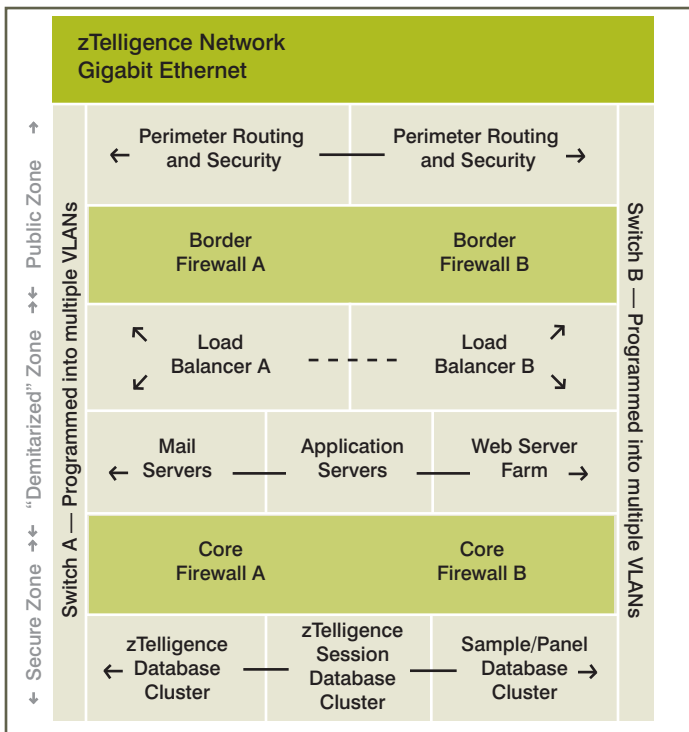 zTelligence Network
Gigabit Ethernet
Public Zone
"Demitarized" Zone
Secure Zone
Switch A — Programmed into multiple VLANs
Perimeter Routing
and Security
Perimeter Routing
and Security
Border
Firewall A
Border
Firewall B
Load
Balancer A
Load
Balancer B
Mail
Servers
Application
Servers
Web Server
Farm
Core
Firewall A
Core
Firewall B
zTelligence
Database
Cluster
zTelligence
Session
Database
Cluster
Sample/Panel
Database
Cluster
Switch B — Programmed into multiple VLANs